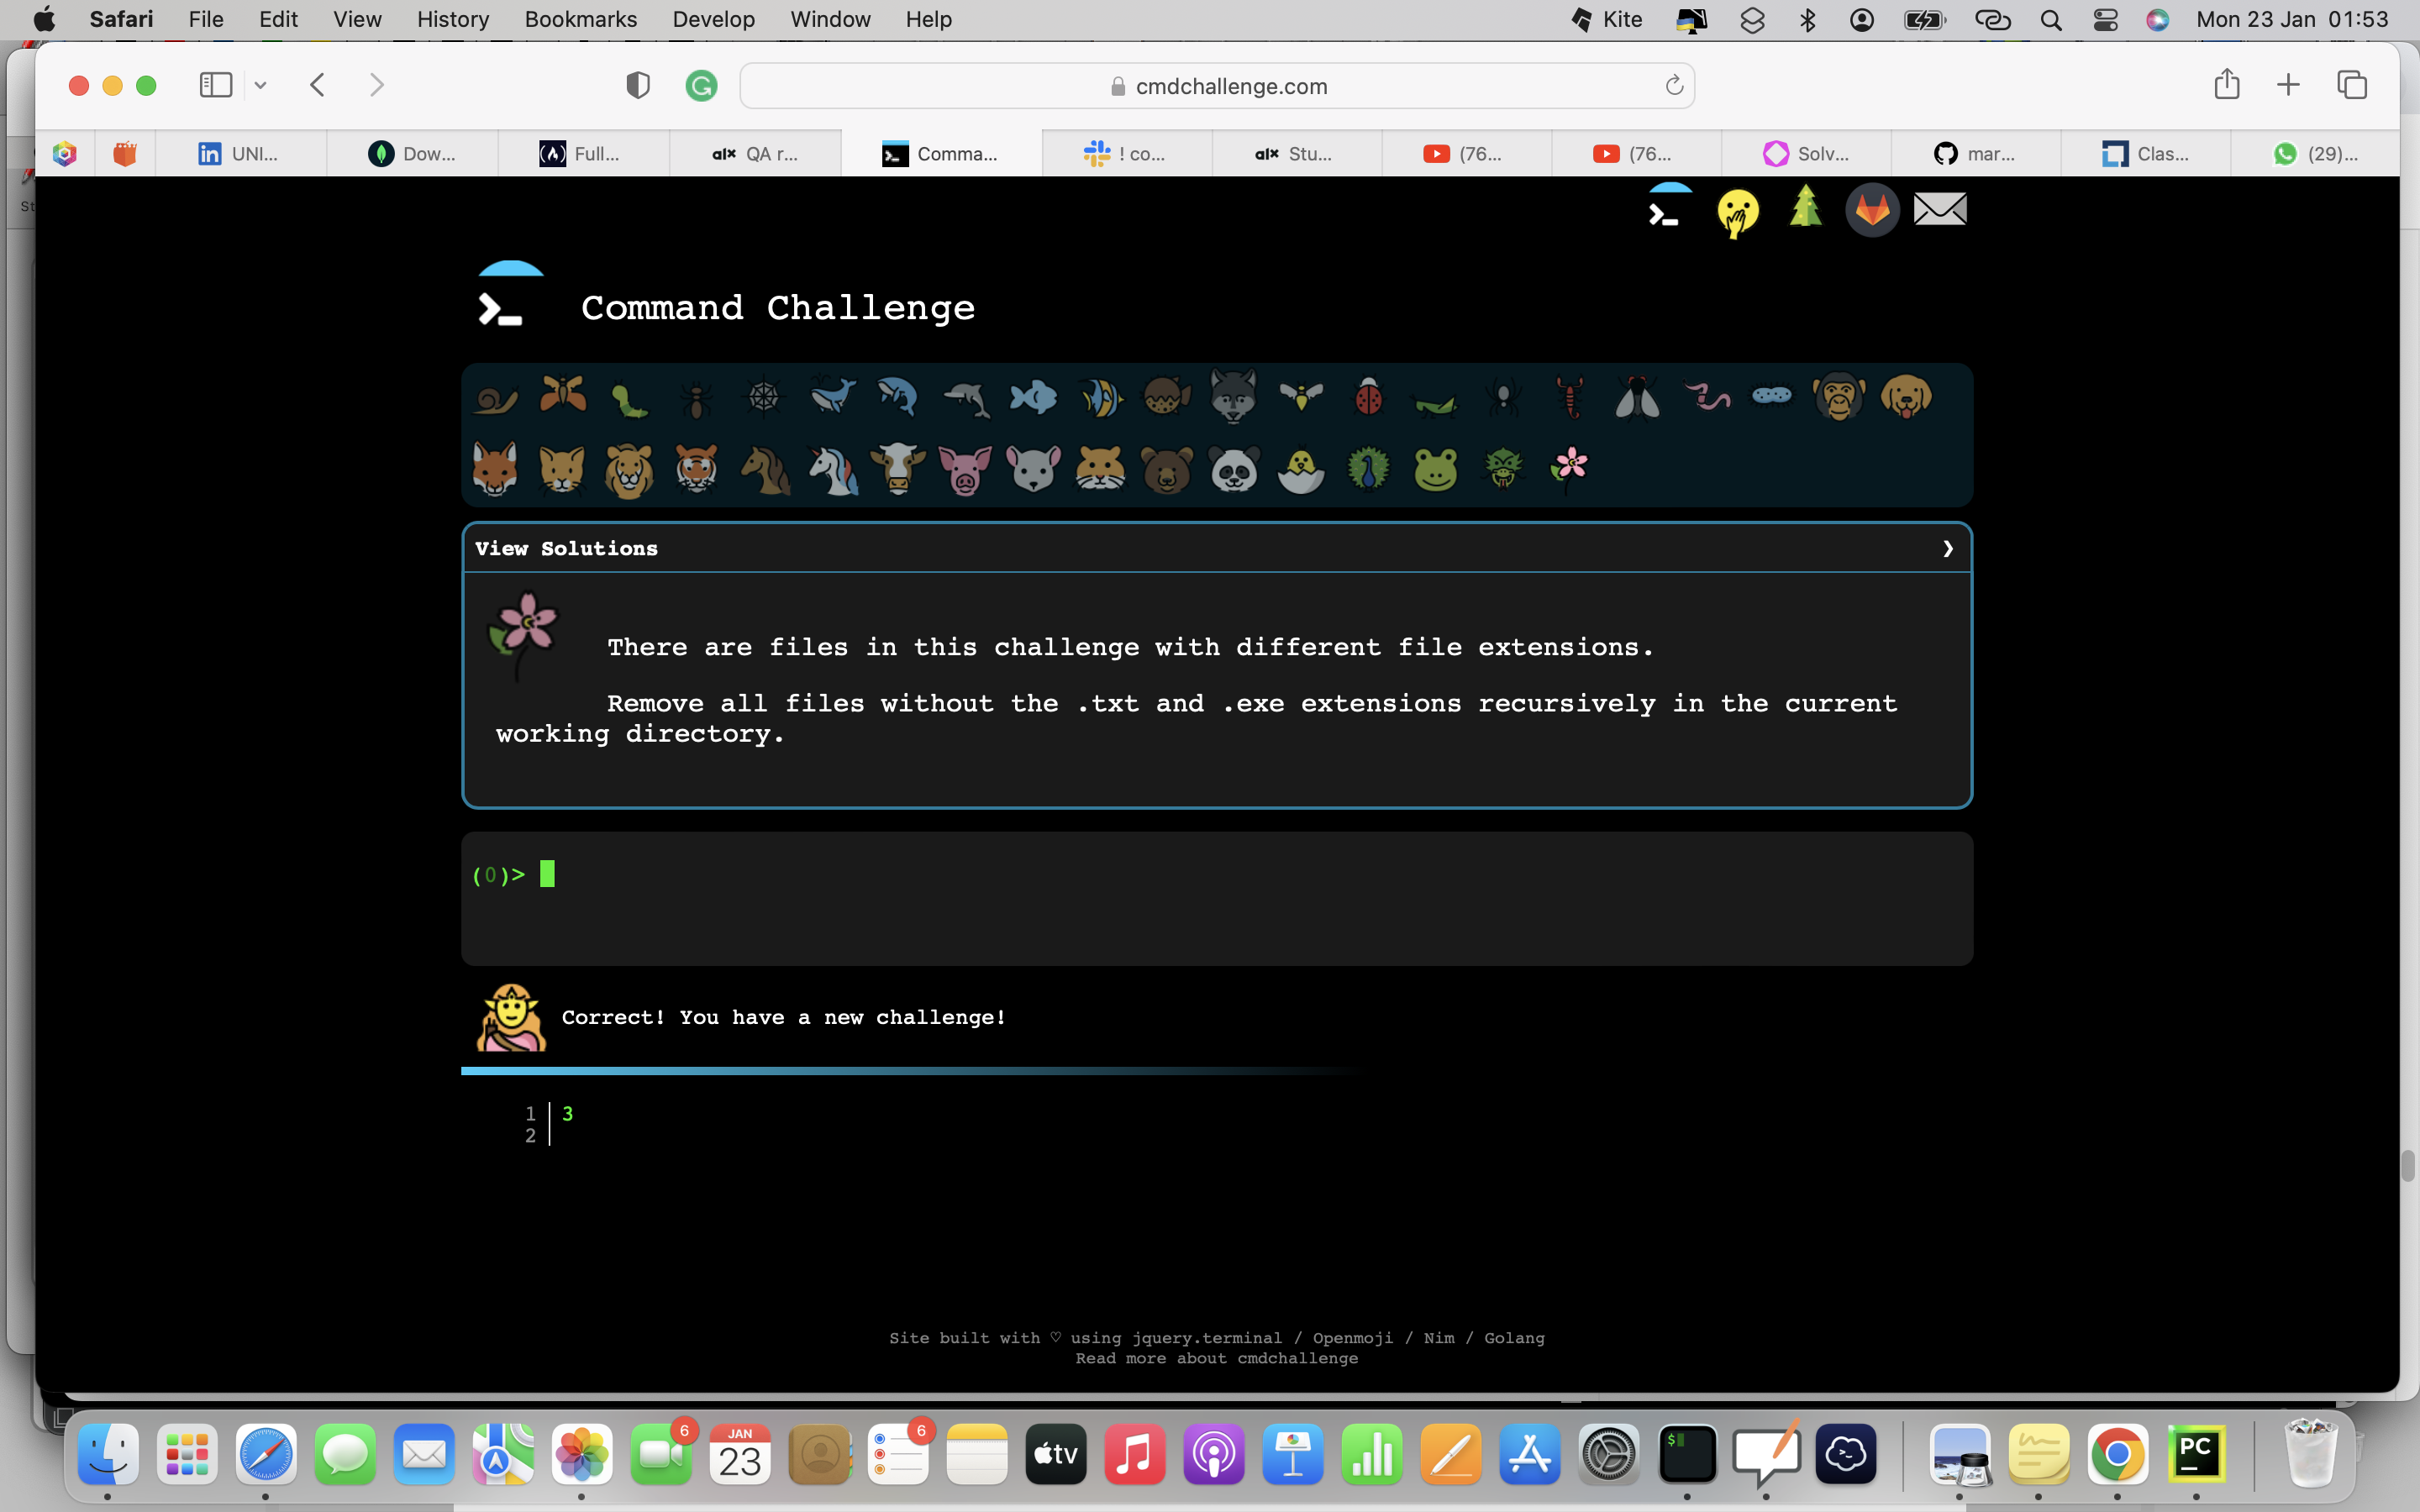 Safari File Edit View History Bookmarks Develop Window Help Kite Mon 23 Jan 01:53
cmdchallenge.com
UNI... Dow... Full... alx QA r... Comma... ! co... alx Stu... (76... (76... Solv... mar... Clas... (29)...
St
Command Challenge
View Solutions ❯
There are files in this challenge with different file extensions.
Remove all files without the .txt and .exe extensions recursively in the current
working directory.
(0)>
Correct! You have a new challenge!
1 3
2
Site built with ♡ using jquery.terminal / Openmoji / Nim / Golang
Read more about cmdchallenge
6 JAN 23 6 tv $ PC